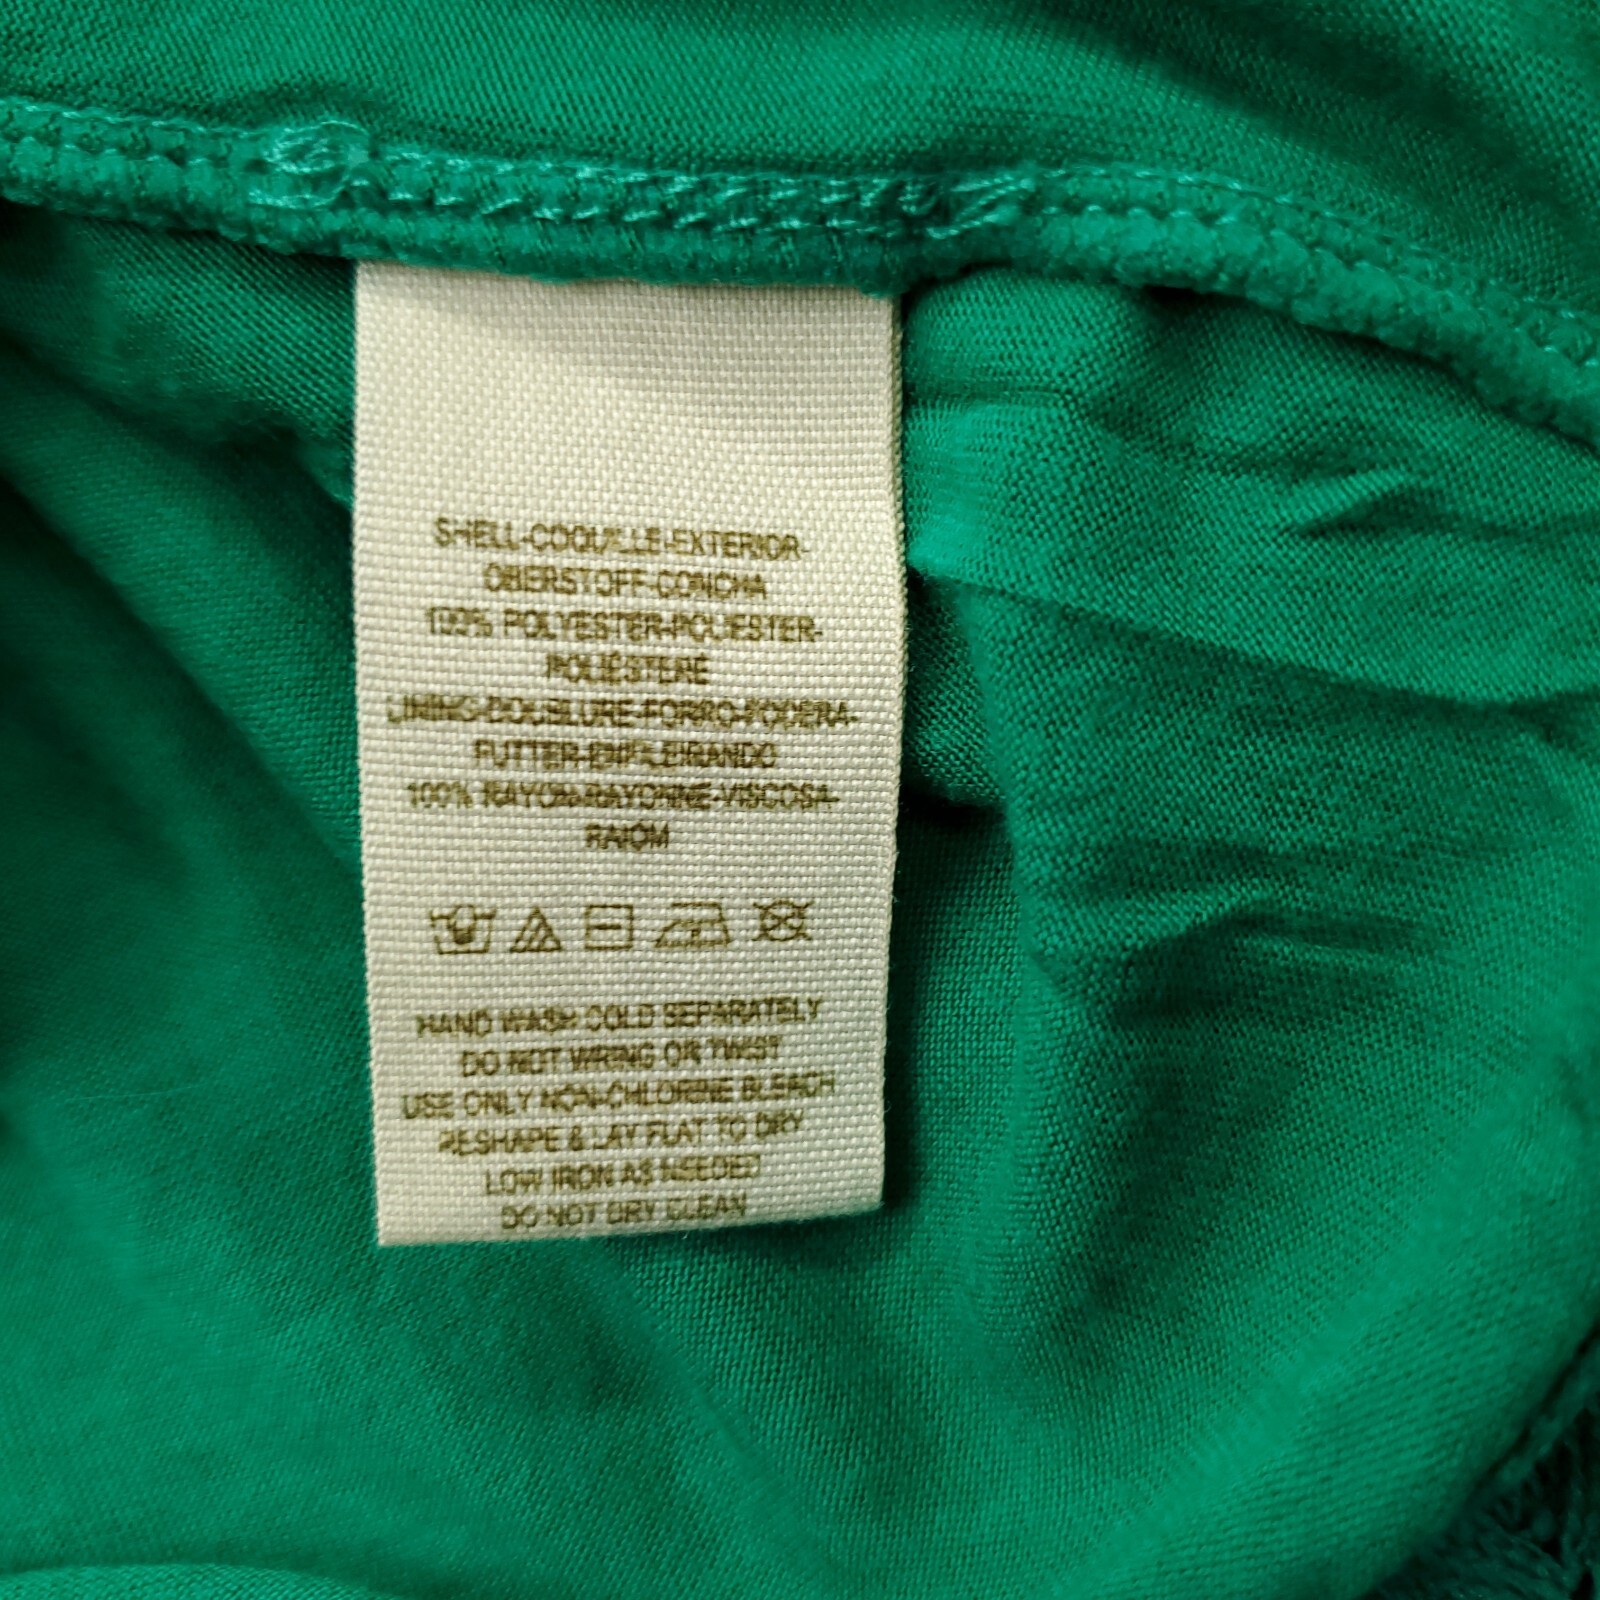 SHELL-COQUILLE-EXTERIOR-
OBERSTOFF-CONCHA
100% POLYESTER-POLIESTER-
POLIÉSTERE
LINING-DOUBLURE-FORRO-FODERA-
FUTTER-EMPLEIRANDO
100% RAYON-RAYONNE-VISCOSA-
RAIOM
HAND WASH COLD SEPARATELY
DO NOT WRING OR TWIST
USE ONLY NON-CHLORINE BLEACH
RESHAPE & LAY FLAT TO DRY
LOW IRON AS NEEDED
DO NOT DRY CLEAN